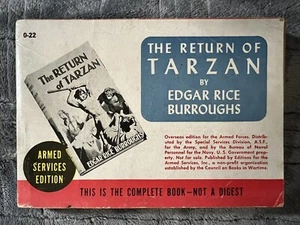 O-22
THE RETURN OF
TARZAN
BY
EDGAR RICE
BURROUGHS
The RETURN
of TARZAN
EDGAR RICE
BURROUGHS
ARMED
SERVICES
EDITION
Overseas edition for the Armed Forces. Distrib-
uted by the Special Services Division, A.S.F.,
for the Army, and by the Bureau of Naval
Personnel for the Navy. U. S. Government prop-
erty. Not for sale. Published by Editions for the
Armed Services, Inc., a non-profit organization
established by the Council on Books in Wartime.
THIS IS THE COMPLETE BOOK—NOT A DIGEST